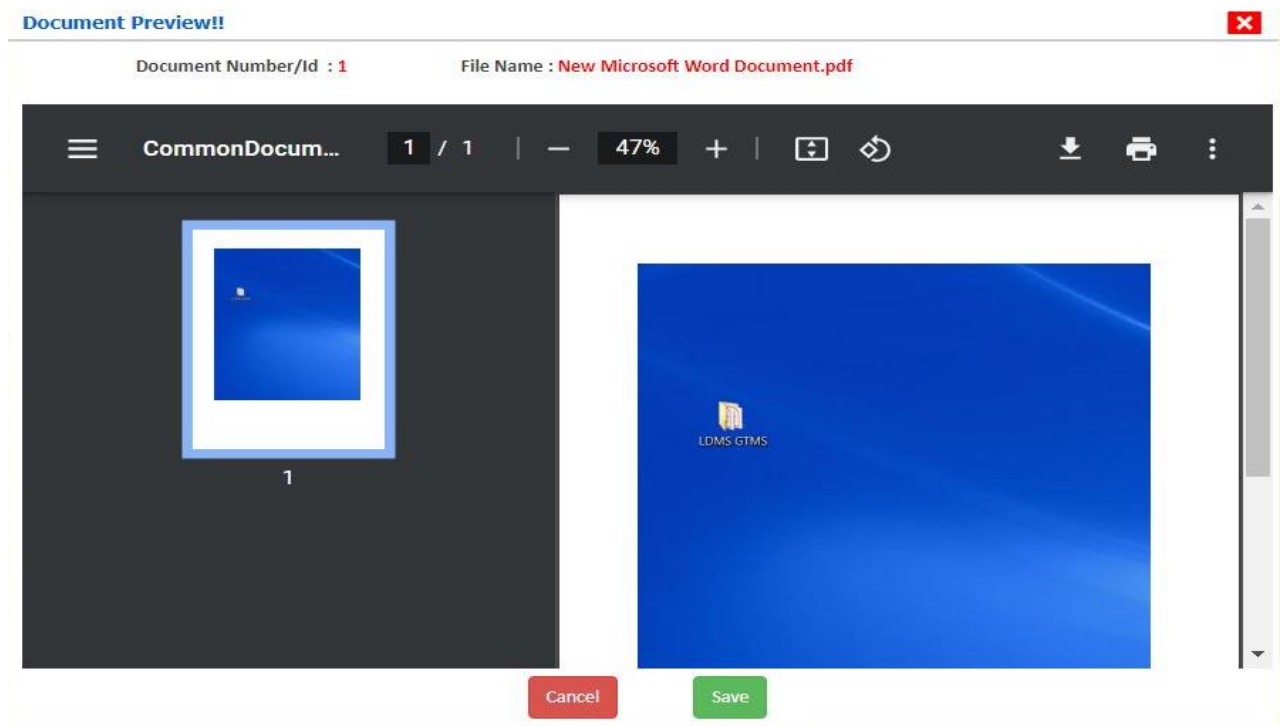 Document Preview!!
Document Number/Id : 1 File Name : New Microsoft Word Document.pdf
CommonDocum... 1 / 1 | — 47% + |
LDMS GTMS
1
Cancel Save